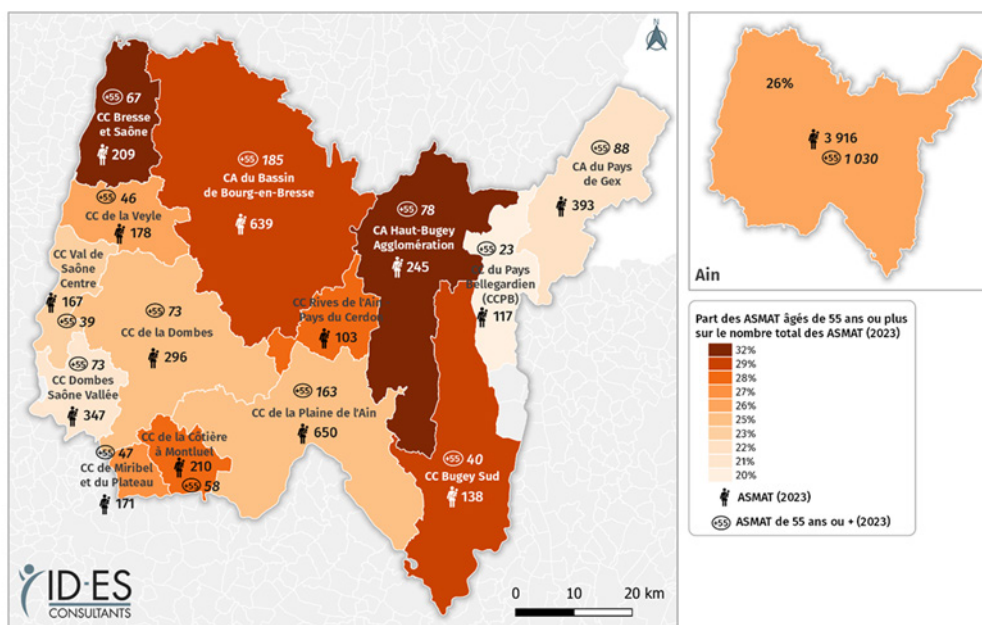 N
+55 67
CC Bresse
et Saône
209
+55 185
CA du Bassin
de Bourg-en-Bresse
639
+55 46
CC de la Veyle
178
CC Val de
Saône
Centre
167
+55 39
+55 73
CC de la Dombes
296
+55 73
CC Dombes
Saône Vallée
347
+55 47
CC de Miribel
et du Plateau
171
CC de la Côtière
à Montluel
210
+55 58
+55 163
CC de la Plaine de l'Ain
650
CC Rives de l'Ain
Pays du Cerdon
103
+55 78
CA Haut-Bugey
Agglomération
245
+55 40
CC Bugey Sud
138
+55 23
CC du Pays
Bellegardien
(CCPB)
117
+55 88
CA du Pays
de Gex
393
ID-ES
CONSULTANTS
0 10 20 km
26%
3 916
+55 1 030
Ain
Part des ASMAT âgés de 55 ans ou plus
sur le nombre total des ASMAT (2023)
32%
29%
28%
27%
26%
25%
23%
22%
21%
20%
ASMAT (2023)
+55 ASMAT de 55 ans ou + (2023)